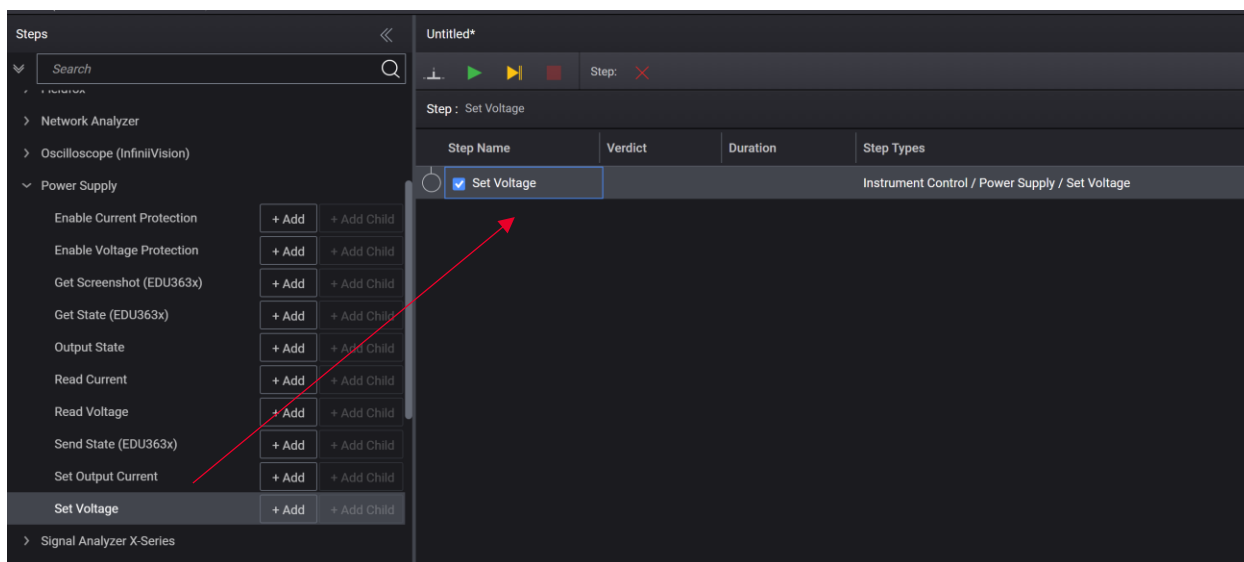 Steps
Search
Network Analyzer
Oscilloscope (InfiniiVision)
Power Supply
Enable Current Protection + Add + Add Child
Enable Voltage Protection + Add + Add Child
Get Screenshot (EDU363x) + Add + Add Child
Get State (EDU363x) + Add + Add Child
Output State + Add + Add Child
Read Current + Add + Add Child
Read Voltage + Add + Add Child
Send State (EDU363x) + Add + Add Child
Set Output Current + Add + Add Child
Set Voltage + Add + Add Child
Signal Analyzer X-Series
Untitled*
Step:
Step : Set Voltage
Step Name Verdict Duration Step Types
Set Voltage Instrument Control / Power Supply / Set Voltage